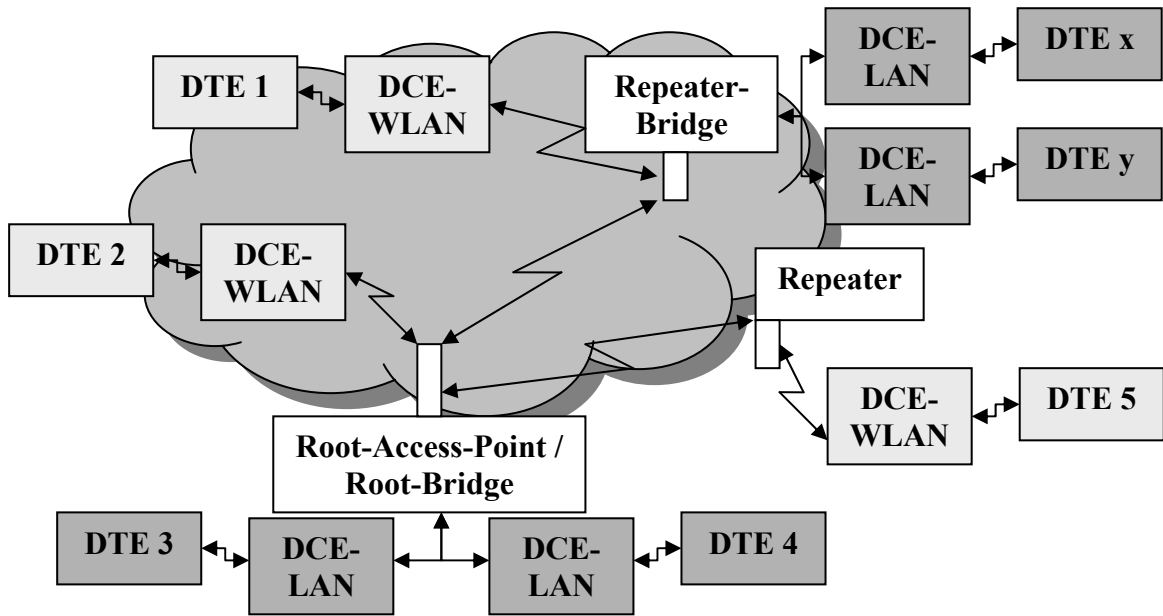 DTE 1
DCE-
WLAN
Repeater-
Bridge
DCE-
LAN
DTE x
DCE-
LAN
DTE y
DTE 2
DCE-
WLAN
Repeater
DCE-
WLAN
DTE 5
Root-Access-Point /
Root-Bridge
DTE 3
DCE-
LAN
DCE-
LAN
DTE 4